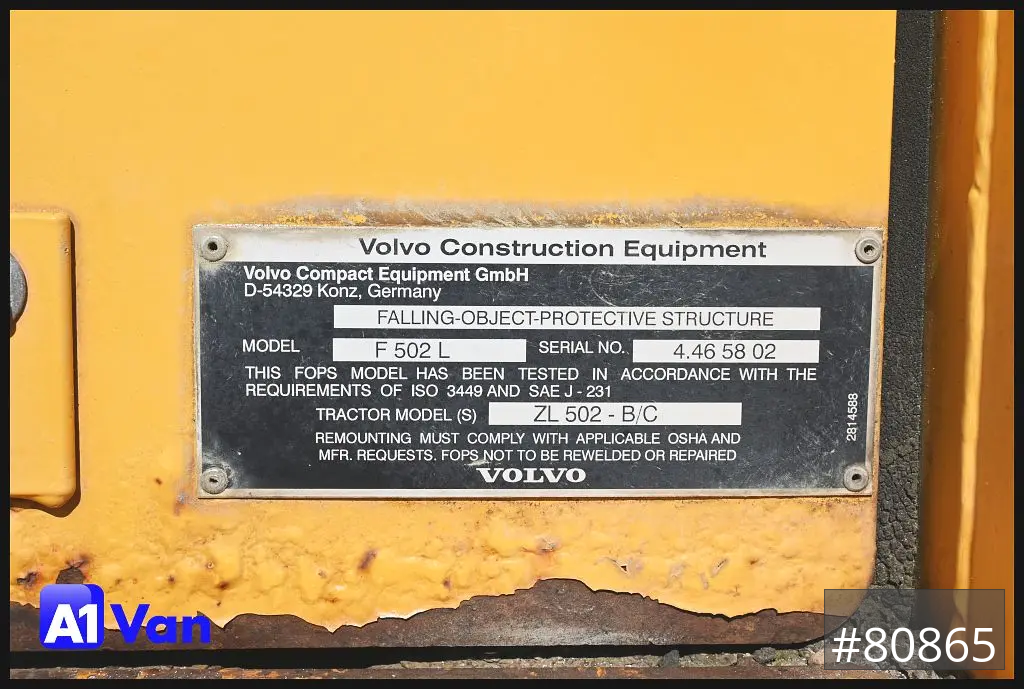 Volvo Construction Equipment
Volvo Compact Equipment GmbH
D-54329 Konz, Germany
FALLING-OBJECT-PROTECTIVE STRUCTURE
MODEL F 502 L SERIAL NO. 4.46 58 02
THIS FOPS MODEL HAS BEEN TESTED IN ACCORDANCE WITH THE
REQUIREMENTS OF ISO 3449 AND SAE J - 231
TRACTOR MODEL (S) ZL 502 - B/C
REMOUNTING MUST COMPLY WITH APPLICABLE OSHA AND
MFR. REQUESTS. FOPS NOT TO BE REWELDED OR REPAIRED
VOLVO
2814588
A1 Van
#80865